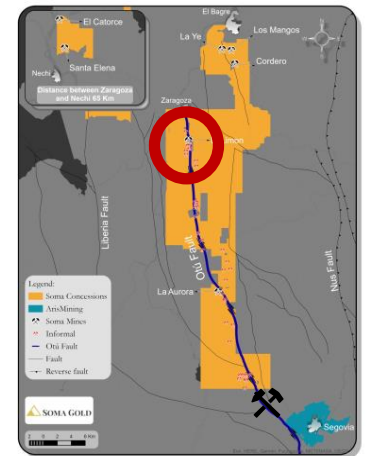 El Catorce
Santa Elena
Nechi
Distance between Zaragoza
and Nechi 65 Km
El Bagre
La Ye
Los Mangos
Cordero
Zaragoza
Liberia Fault
Otú Fault
Nus Fault
La Aurora
Legend:
Soma Concessions
ArisMining
Soma Mines
Informal
Otú Fault
Fault
Reverse fault
SOMA GOLD
Segovia